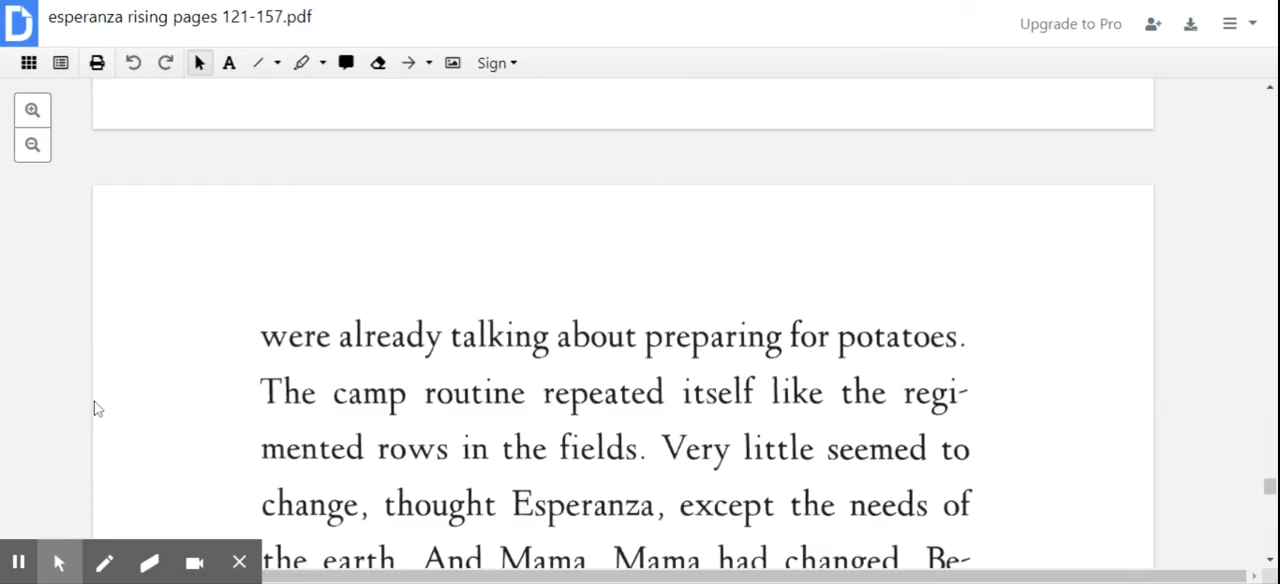 esperanza rising pages 121-157.pdf
Upgrade to Pro
A
Sign
were already talking about preparing for potatoes.
The camp routine repeated itself like the regi-
mented rows in the fields. Very little seemed to
change, thought Esperanza, except the needs of
the earth. And Mama. Mama had changed. Be-